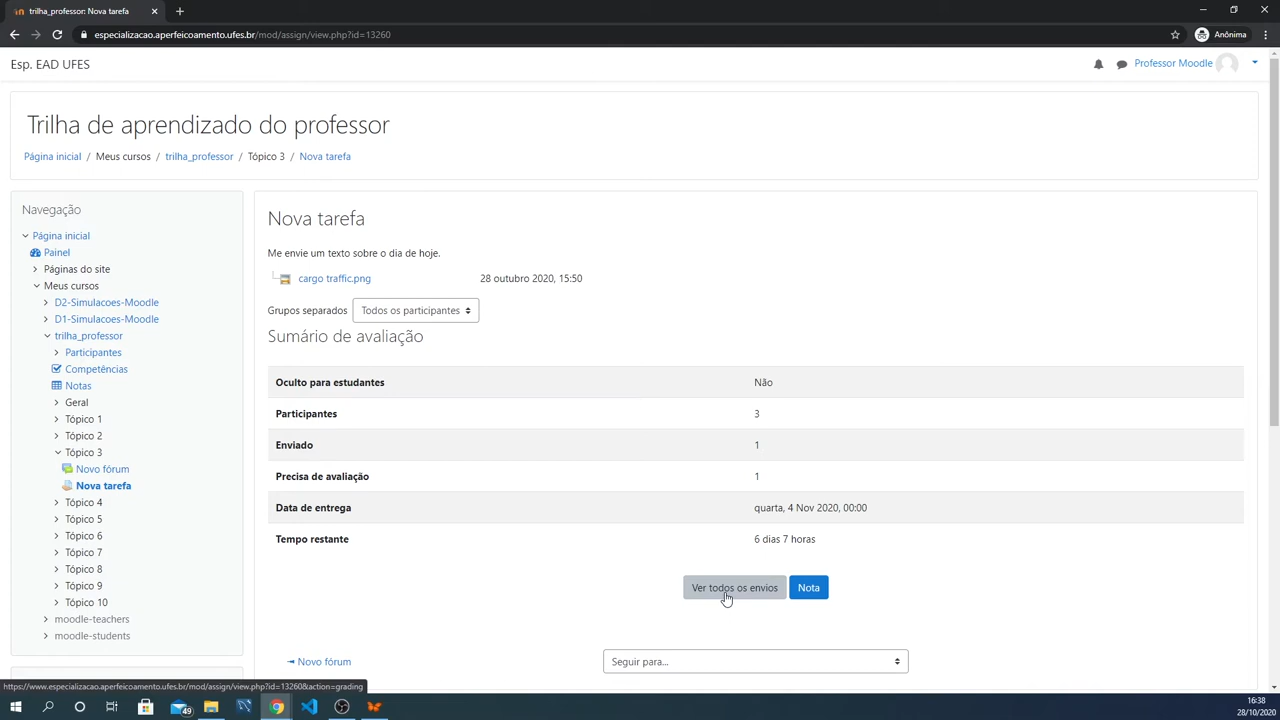 trilha_professor: Nova tarefa
especializacao.aperfeicoamento.ufes.br/mod/assign/view.php?id=13260
Anônima
Esp. EAD UFES
Professor Moodle
Trilha de aprendizado do professor
Página inicial / Meus cursos / trilha_professor / Tópico 3 / Nova tarefa
Navegação
Página inicial
Painel
Páginas do site
Meus cursos
D2-Simulacoes-Moodle
D1-Simulacoes-Moodle
trilha_professor
Participantes
Competências
Notas
Geral
Tópico 1
Tópico 2
Tópico 3
Novo fórum
Nova tarefa
Tópico 4
Tópico 5
Tópico 6
Tópico 7
Tópico 8
Tópico 9
Tópico 10
moodle-teachers
moodle-students
Nova tarefa
Me envie um texto sobre o dia de hoje.
cargo traffic.png 28 outubro 2020, 15:50
Grupos separados Todos os participantes
Sumário de avaliação
Oculto para estudantes Não
Participantes 3
Enviado 1
Precisa de avaliação 1
Data de entrega quarta, 4 Nov 2020, 00:00
Tempo restante 6 dias 7 horas
Ver todos os envios Nota
◄ Novo fórum Seguir para...
https://www.especializacao.aperfeicoamento.ufes.br/mod/assign/view.php?id=13260&action=grading
49
16:38
28/10/2020